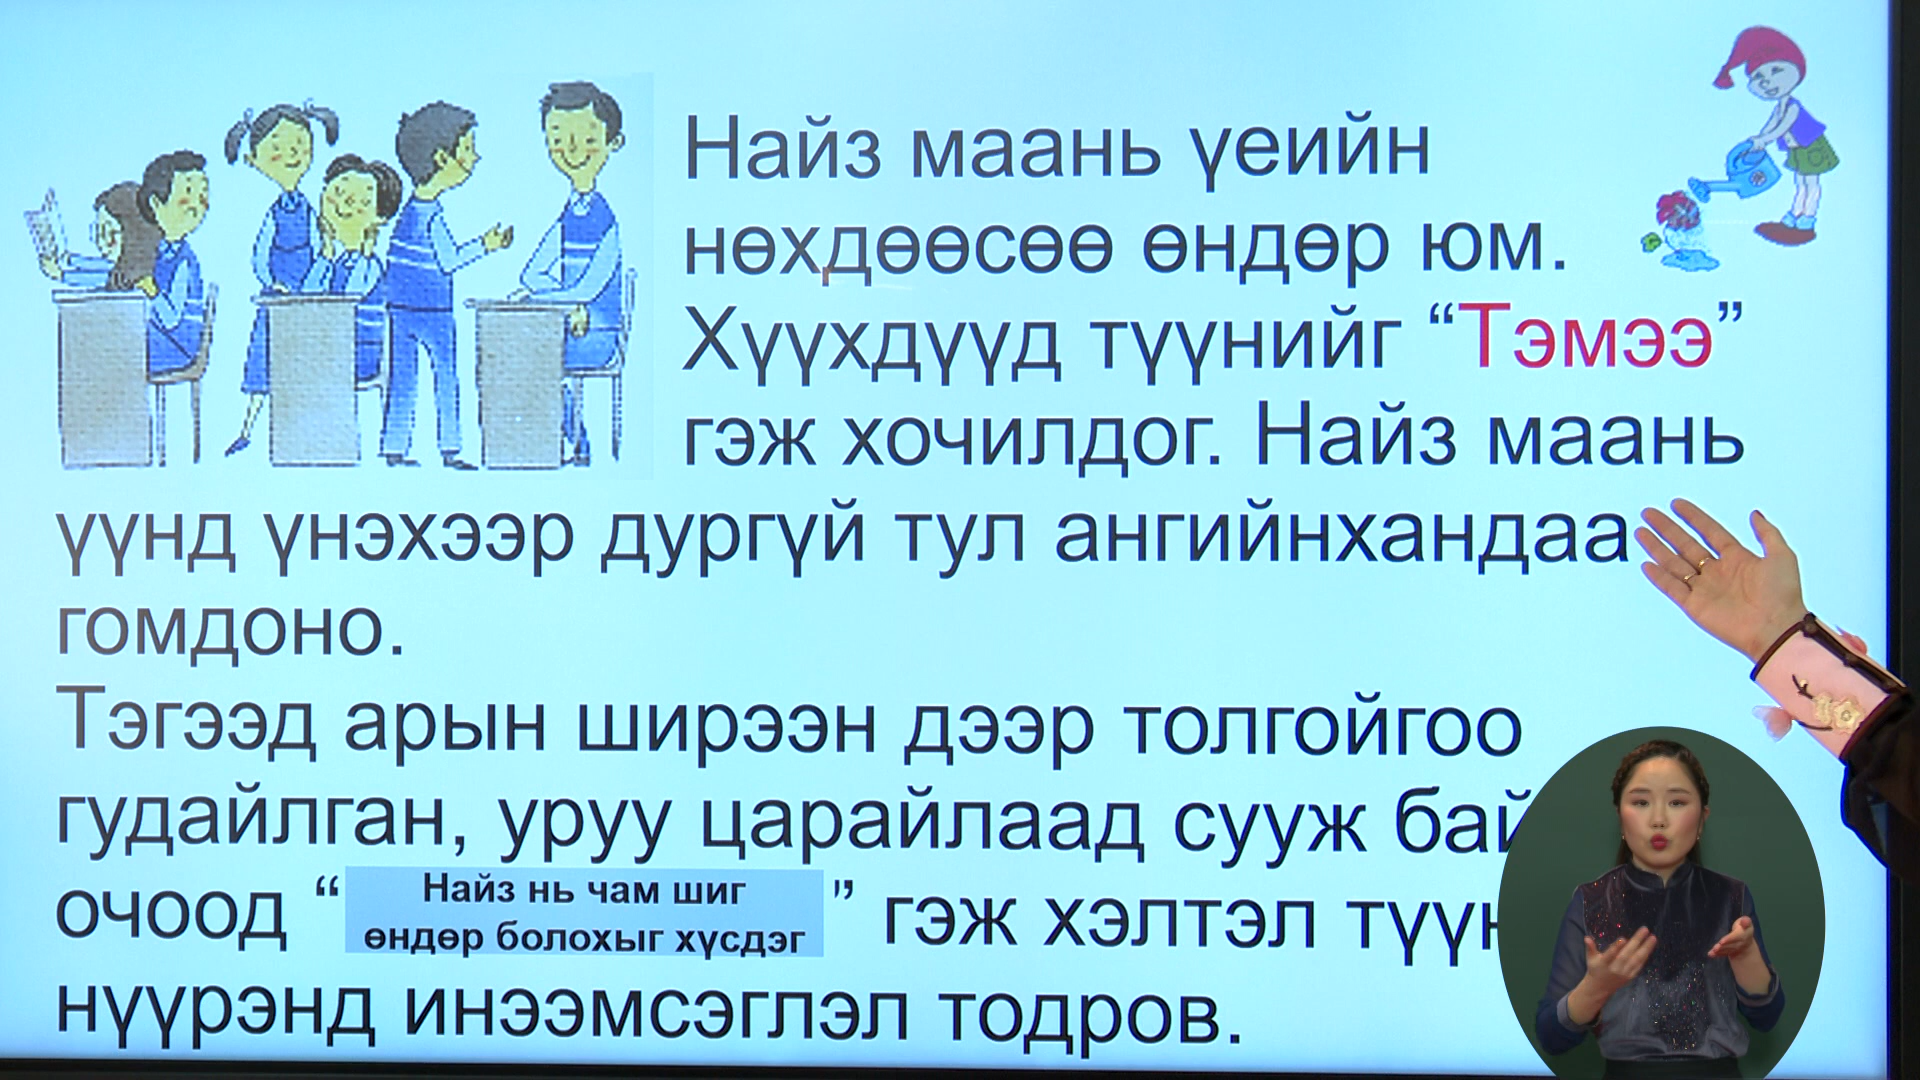 Найз маань үеийн
нөхдөөсөө өндөр юм.
Хүүхдүүд түүнийг “Тэмээ”
гэж хочилдог. Найз маань
үүнд үнэхээр дургүй тул ангийнхандаа
гомдоно.
Тэгээд арын ширээн дээр толгойгоо
гудайлган, уруу царайлаад сууж
очоод “Найз нь чам шиг
өндөр болохыг хүсдэг” гэж хэлтэл
нүүрэнд инээмсэглэл тодров.